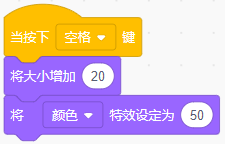 当按下 空格 键
将大小增加 20
将 颜色 特效设定为 50